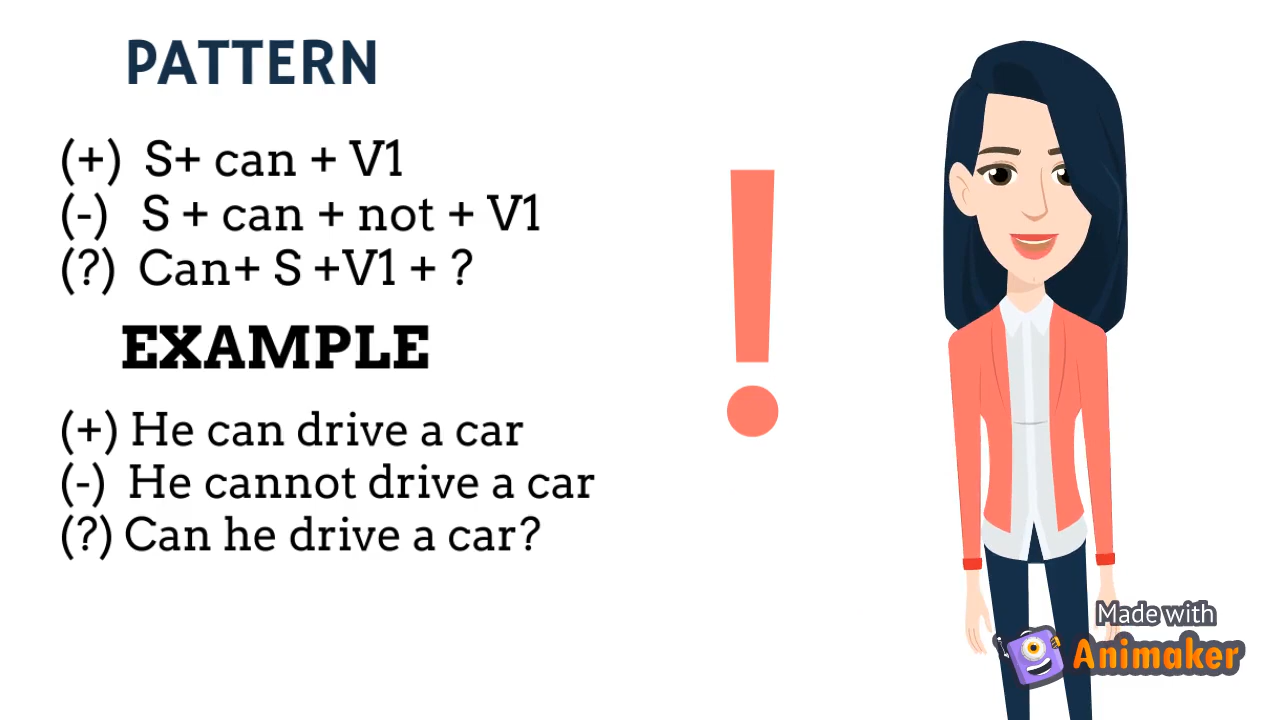 PATTERN
(+) S+ can + V1
(-) S + can + not + V1
(?) Can+ S +V1 + ?
EXAMPLE
(+) He can drive a car
(-) He cannot drive a car
(?) Can he drive a car?
!
Made with
Animaker